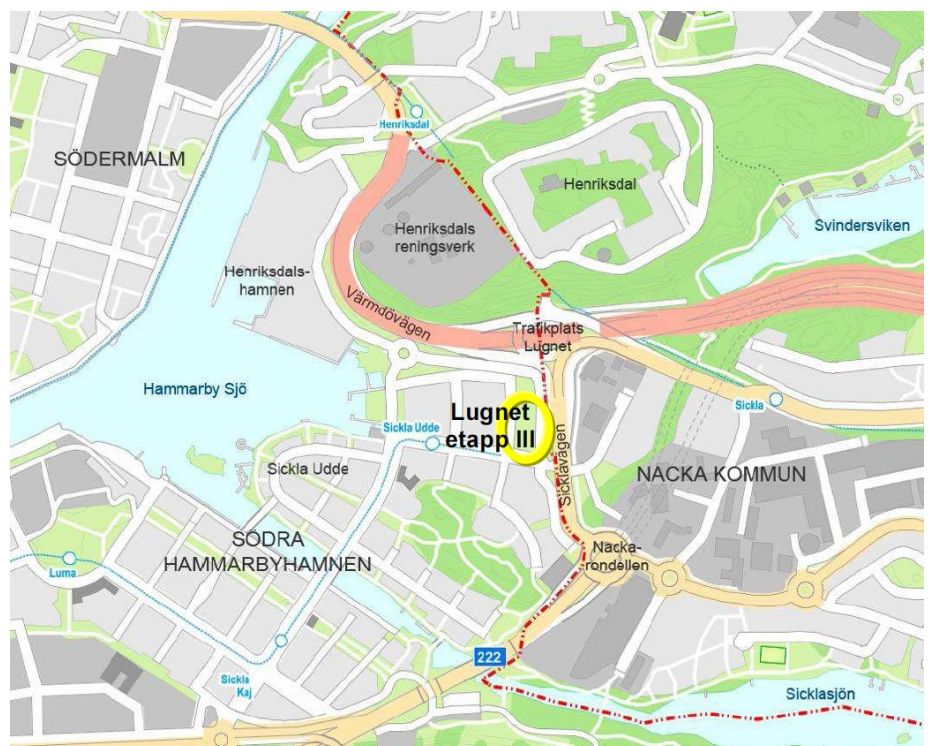 Henriksdal
SÖDERMALM
Henriksdal
Henriksdals
reningsverk
Svindersviken
Henriksdals-
hamnen
Värmdövägen
Trafikplats
Lugnet
Hammarby Sjö
Sickla
Lugnet
etapp III
Sickla Udde
Sickla Udde
Sicklavägen
NACKA KOMMUN
SÖDRA
HAMMARBYHAMNEN
Nacka-
rondellen
Luma
222
Sickla
Kaj
Sicklasjön